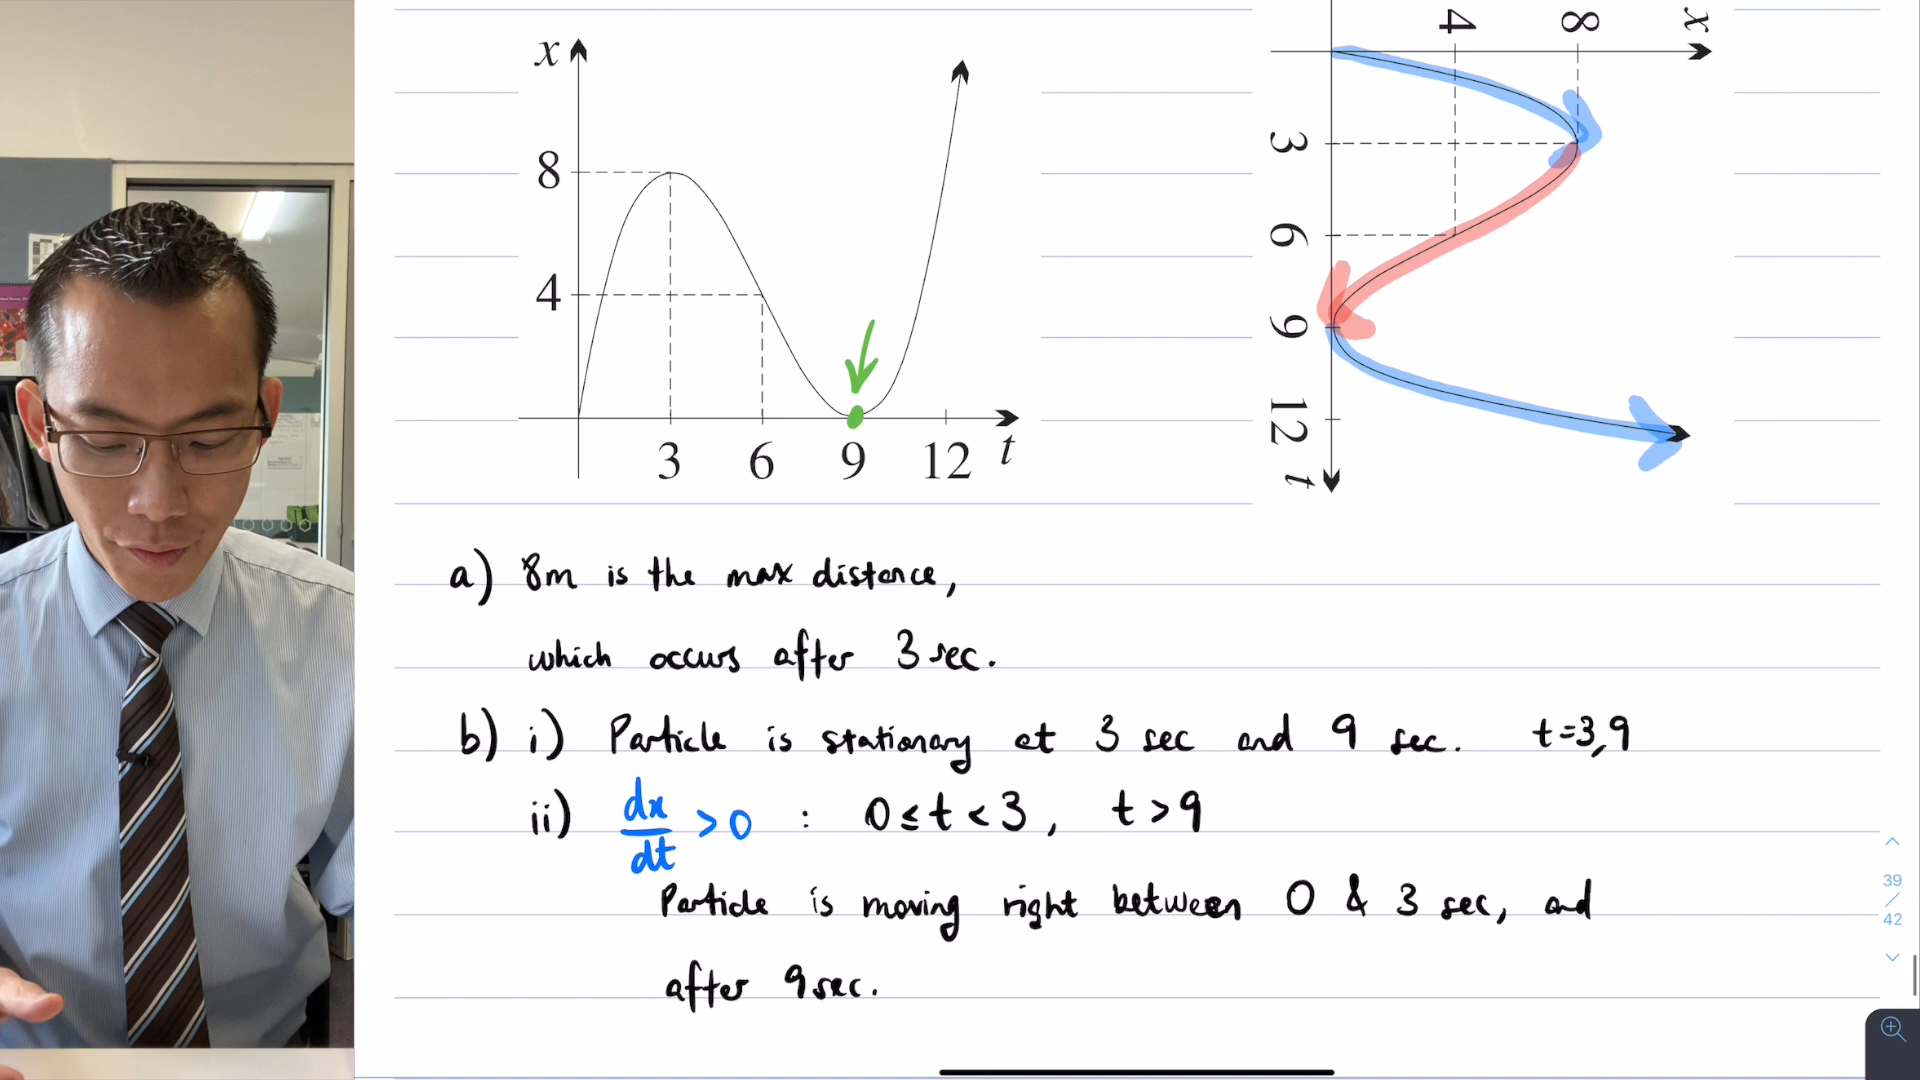 x
8
4
3 6 9 12 t
4 8 x
3
6
9
12
t
a) 8m is the max distance,
which occurs after 3 sec.
b) i) Particle is stationary at 3 sec and 9 sec. t=3,9
ii) dx/dt >0 : 0≤t<3, t>9
Particle is moving right between 0 & 3 sec, and
after 9 sec.
39
/
42